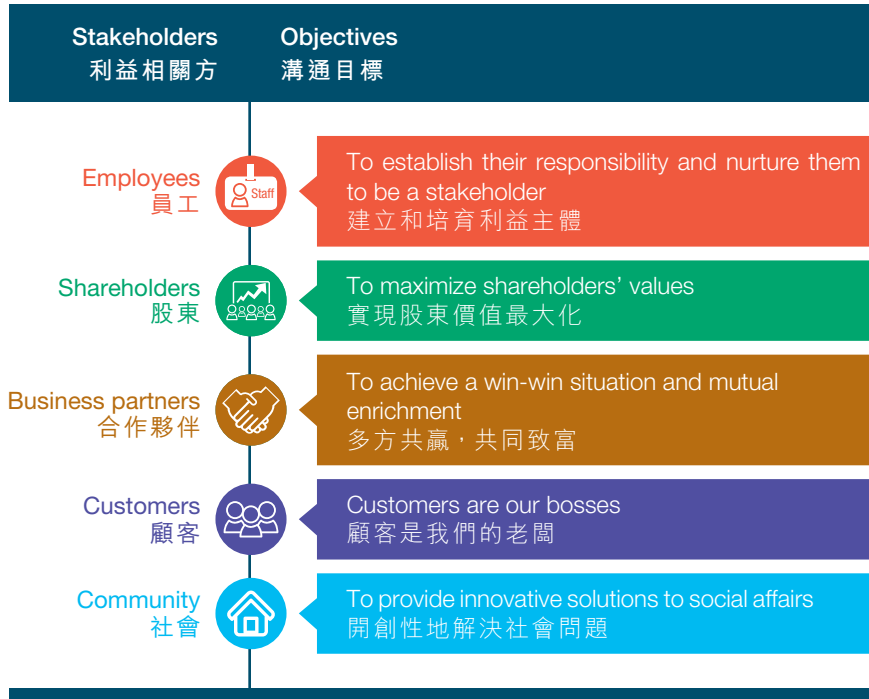 Stakeholders
利益相關方
Objectives
溝通目標
Employees
員工
Staff
To establish their responsibility and nurture them
to be a stakeholder
建立和培育利益主體
Shareholders
股東
To maximize shareholders’ values
實現股東價值最大化
Business partners
合作夥伴
To achieve a win-win situation and mutual
enrichment
多方共贏，共同致富
Customers
顧客
Customers are our bosses
顧客是我們的老闆
Community
社會
To provide innovative solutions to social affairs
開創性地解決社會問題